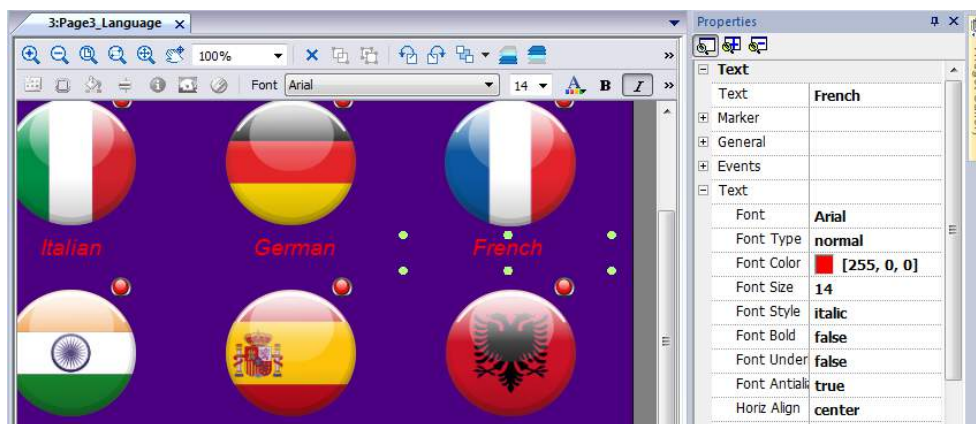 3:Page3_Language
100%
Font Arial 14 B I
Italian German French
Properties
Text
Text French
Marker
General
Events
Text
Font Arial
Font Type normal
Font Color [255, 0, 0]
Font Size 14
Font Style italic
Font Bold false
Font Under false
Font Antiali true
Horiz Align center